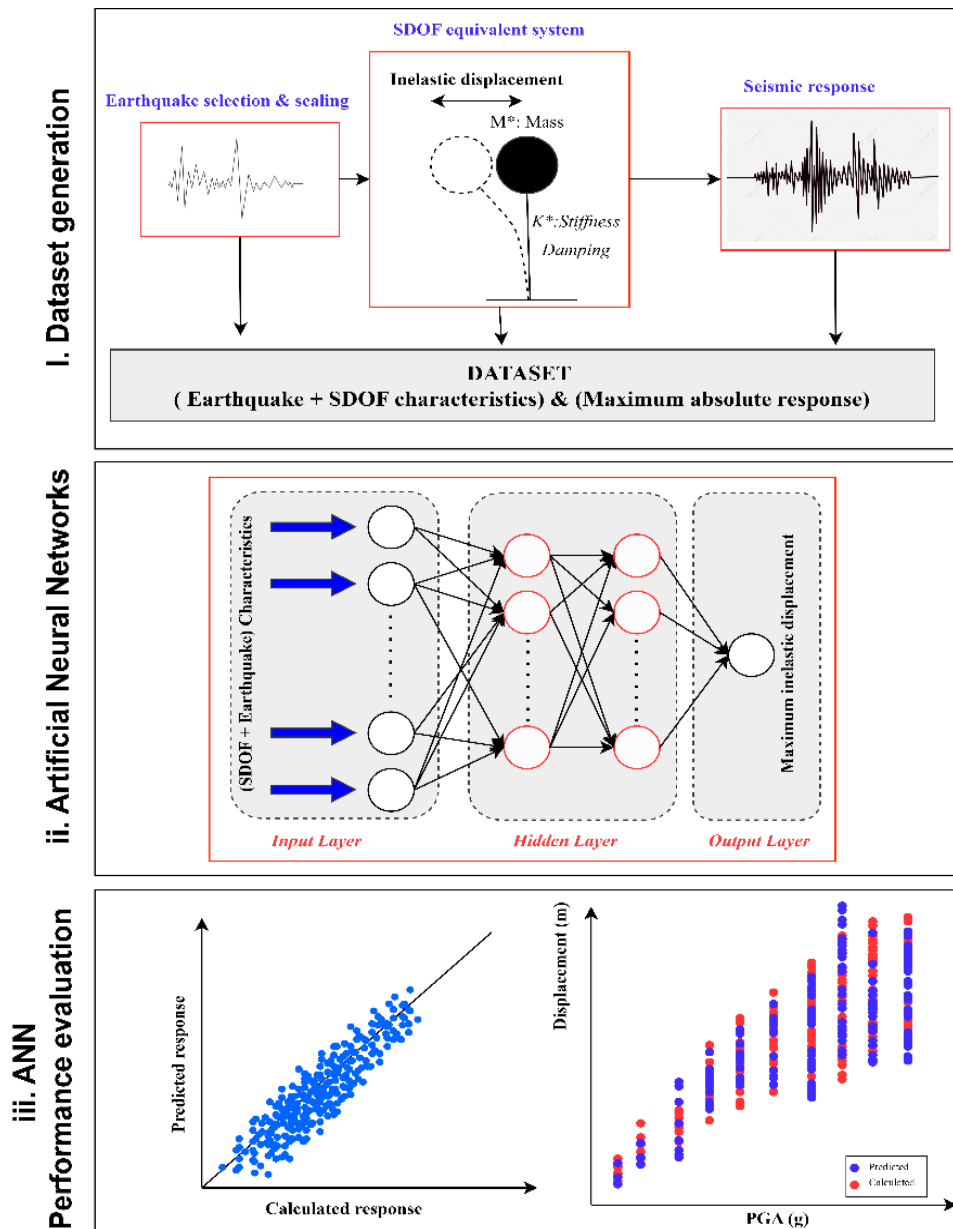 I. Dataset generation
SDOF equivalent system
Earthquake selection & scaling
Inelastic displacement
M*: Mass
K*:Stiffness
Damping
Seismic response
DATASET
( Earthquake + SDOF characteristics) & (Maximum absolute response)
ii. Artificial Neural Networks
(SDOF + Earthquake) Characteristics
Maximum inelastic displacement
Input Layer
Hidden Layer
Output Layer
iii. ANN
Performance evaluation
Predicted response
Calculated response
Displacement (m)
Predicted
Calculated
PGA (g)